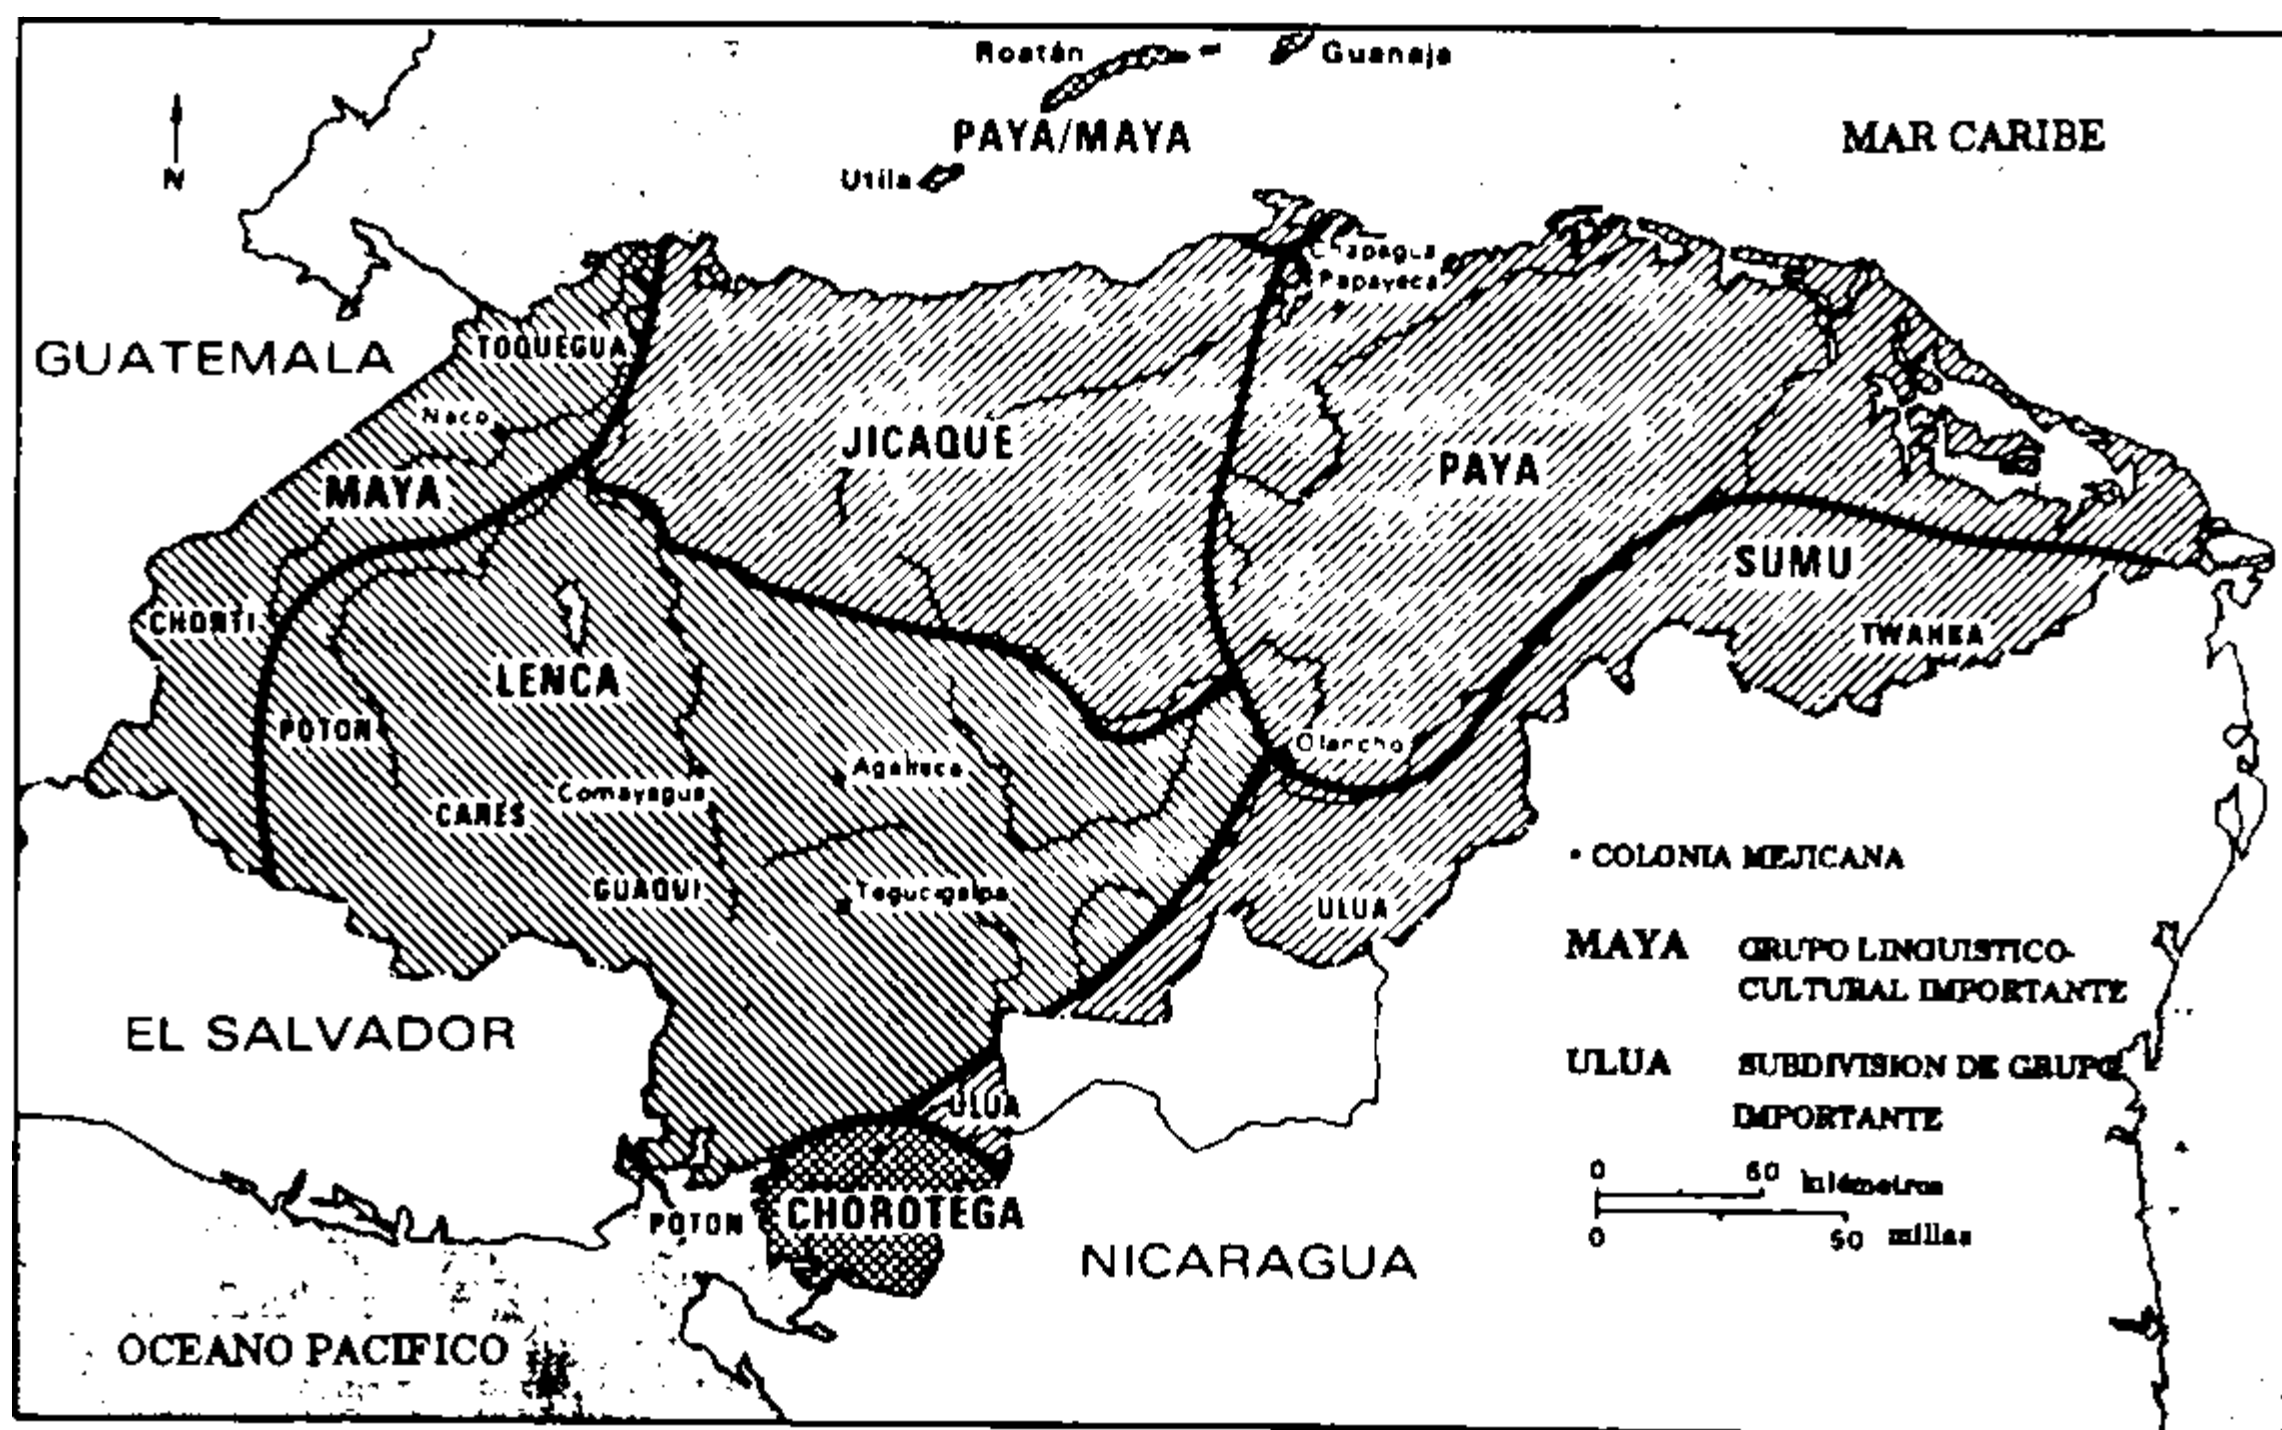 Roatán
Guanaja
PAYA/MAYA
MAR CARIBE
Utila
N
Chapagua
Papayeca
GUATEMALA
TOQUEGUA
Naco
JICAQUE
PAYA
MAYA
SUMU
CHORTI
TWAHKA
LENCA
POTON
Olancho
Agalteca
Comayagua
CARES
GUAQUI
Tegucigalpa
ULUA
• COLONIA MEJICANA
MAYA GRUPO LINGUISTICO-
CULTURAL IMPORTANTE
EL SALVADOR
ULUA SUBDIVISION DE GRUPO
IMPORTANTE
ULUA
POTON
CHOROTEGA
0 60 kilómetros
0 50 millas
NICARAGUA
OCEANO PACIFICO